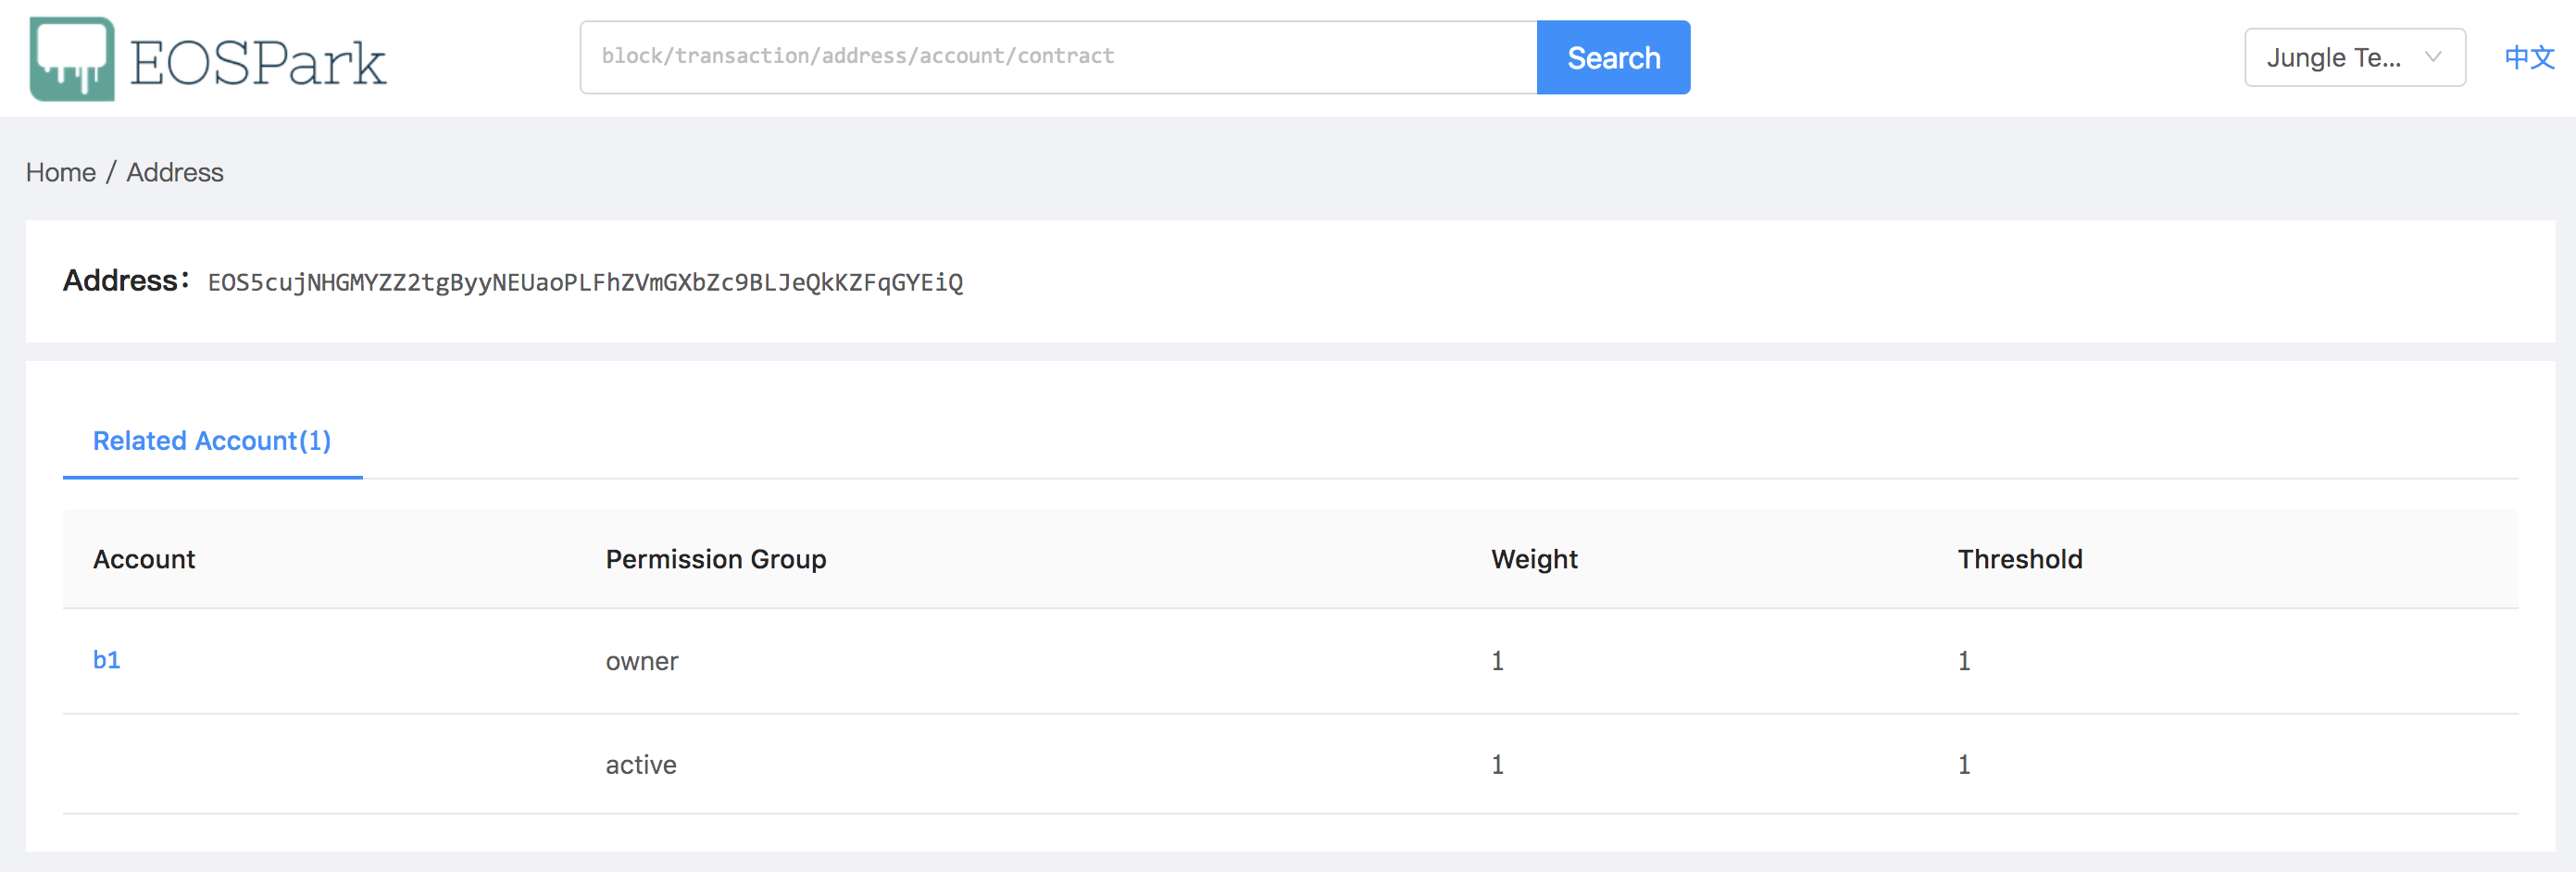 EOSPark
block/transaction/address/account/contract
Search
Jungle Te...
中文
Home / Address
Address： EOS5cujNHGMYZZ2tgByyNEUaoPLFhZVmGXbZc9BLJeQkKZFqGYEiQ
Related Account(1)
Account Permission Group Weight Threshold
b1 owner 1 1
active 1 1